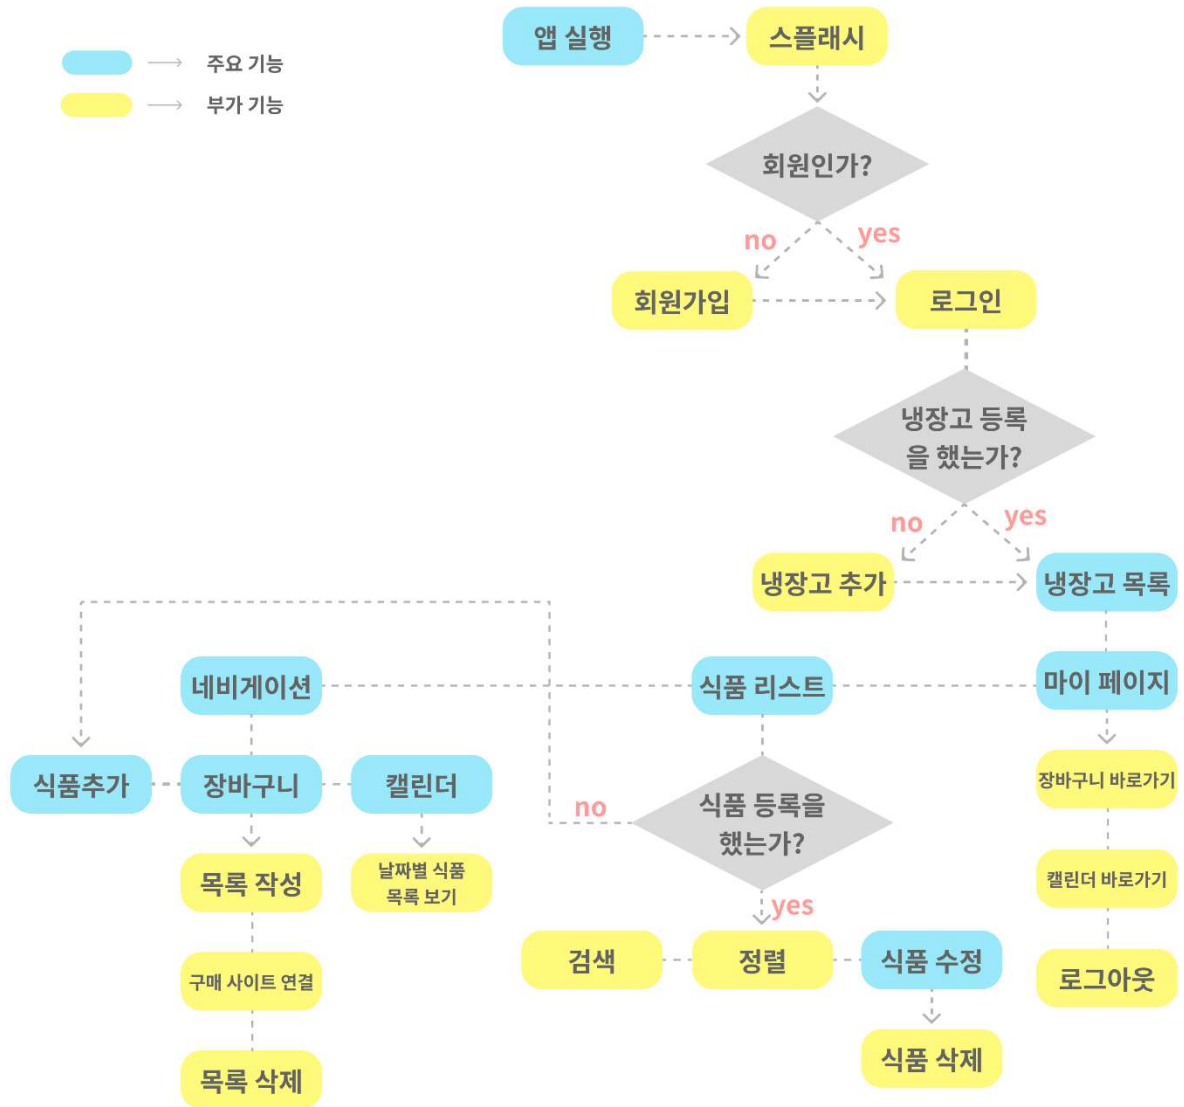 앱 실행
스플래시
주요 기능
부가 기능
회원인가?
no
yes
회원가입
로그인
냉장고 등록
을 했는가?
no
yes
냉장고 추가
냉장고 목록
네비게이션
식품 리스트
마이 페이지
식품추가
장바구니
캘린더
식품 등록을
했는가?
no
장바구니 바로가기
목록 작성
날짜별 식품
목록 보기
캘린더 바로가기
yes
검색
정렬
식품 수정
구매 사이트 연결
로그아웃
식품 삭제
목록 삭제